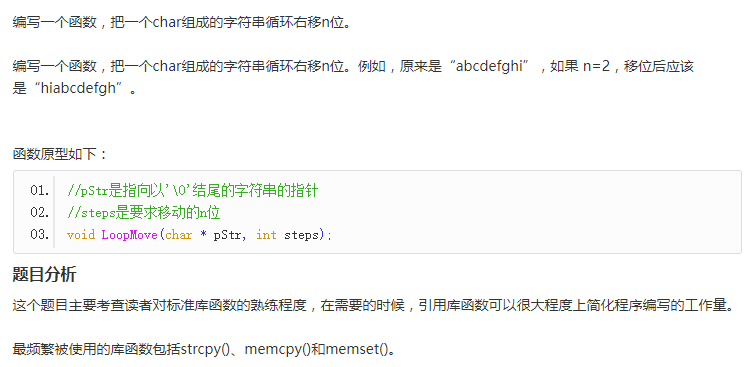 编写一个函数，把一个char组成的字符串循环右移n位。
编写一个函数，把一个char组成的字符串循环右移n位。例如，原来是“abcdefghi”，如果 n=2，移位后应该
是“hiabcdefgh”。
函数原型如下：
01. //pStr是指向以'\0'结尾的字符串的指针
02. //steps是要求移动的n位
03. void LoopMove(char * pStr, int steps);
题目分析
这个题目主要考查读者对标准库函数的熟练程度，在需要的时候，引用库函数可以很大程度上简化程序编写的工作量。
最频繁被使用的库函数包括strcpy()、memcpy()和memset()。